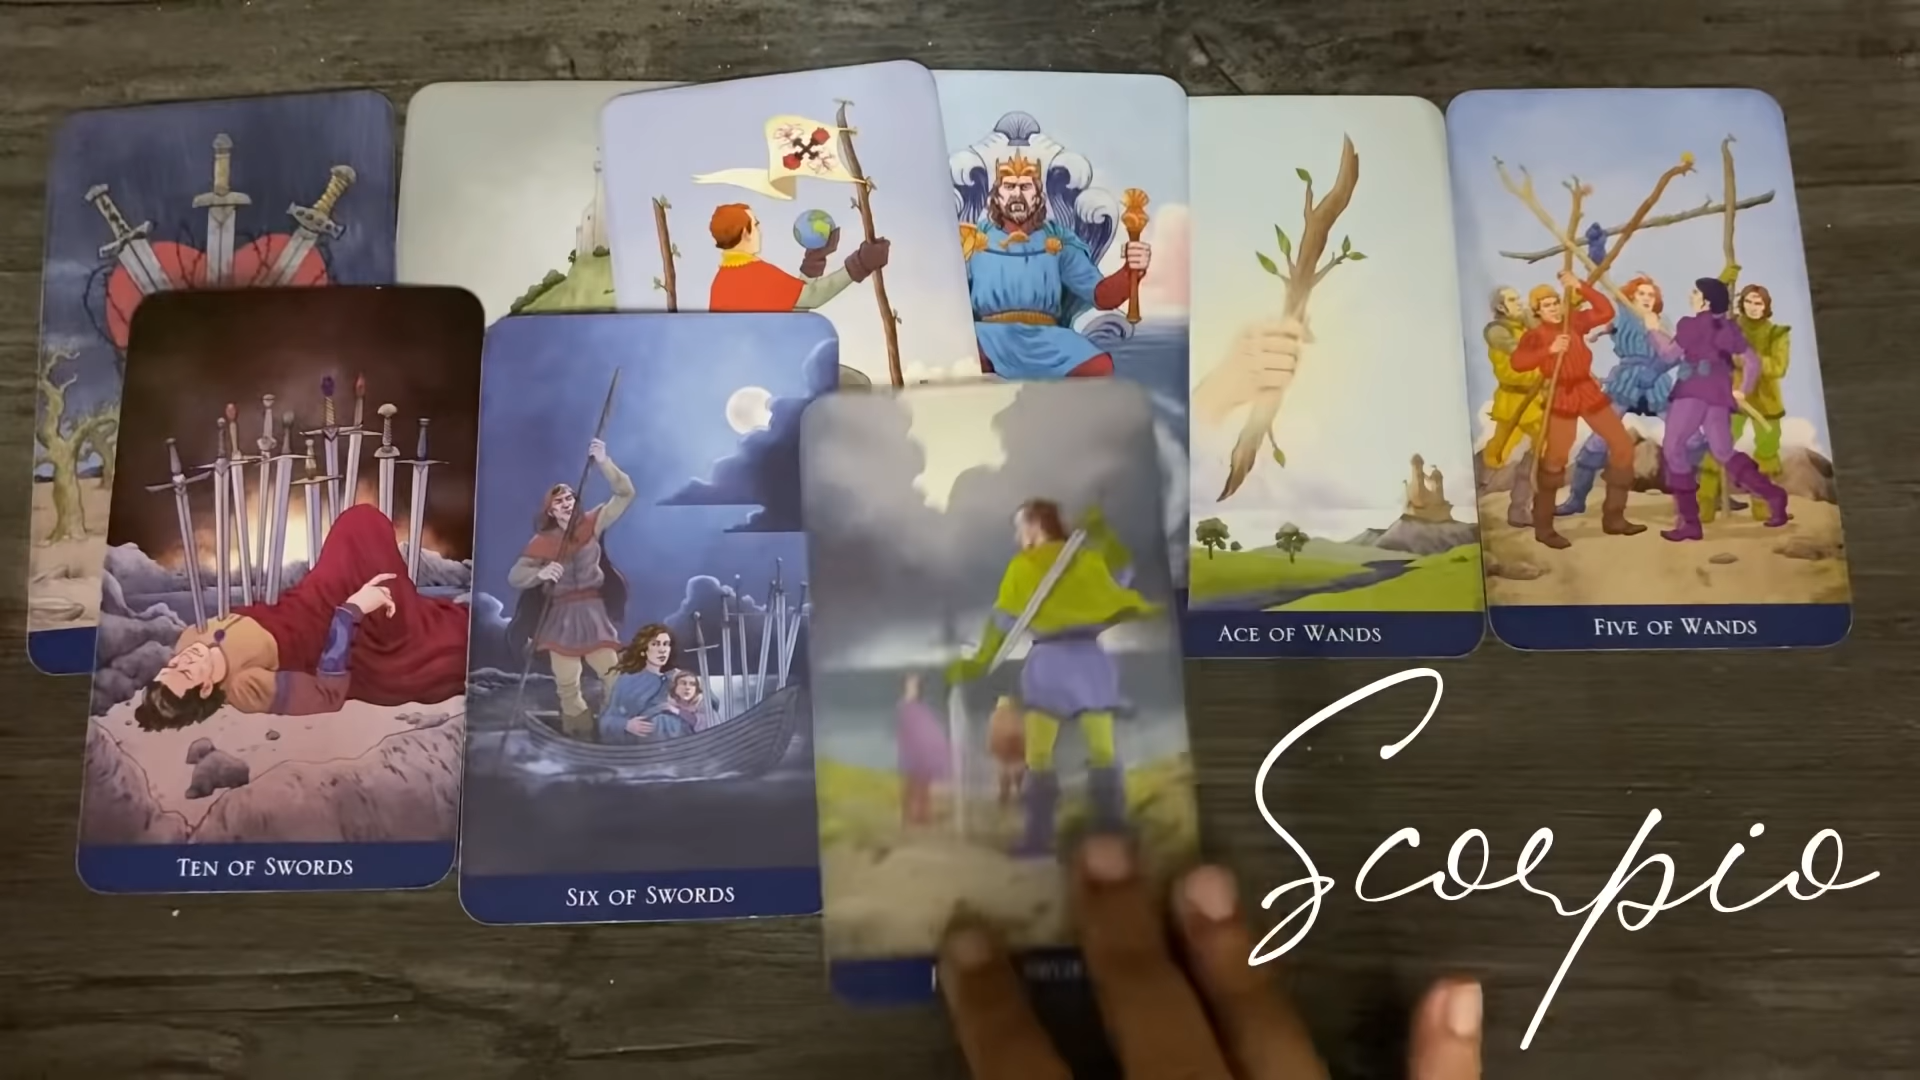 ACE OF WANDS
FIVE OF WANDS
TEN OF SWORDS
SIX OF SWORDS
Scorpio